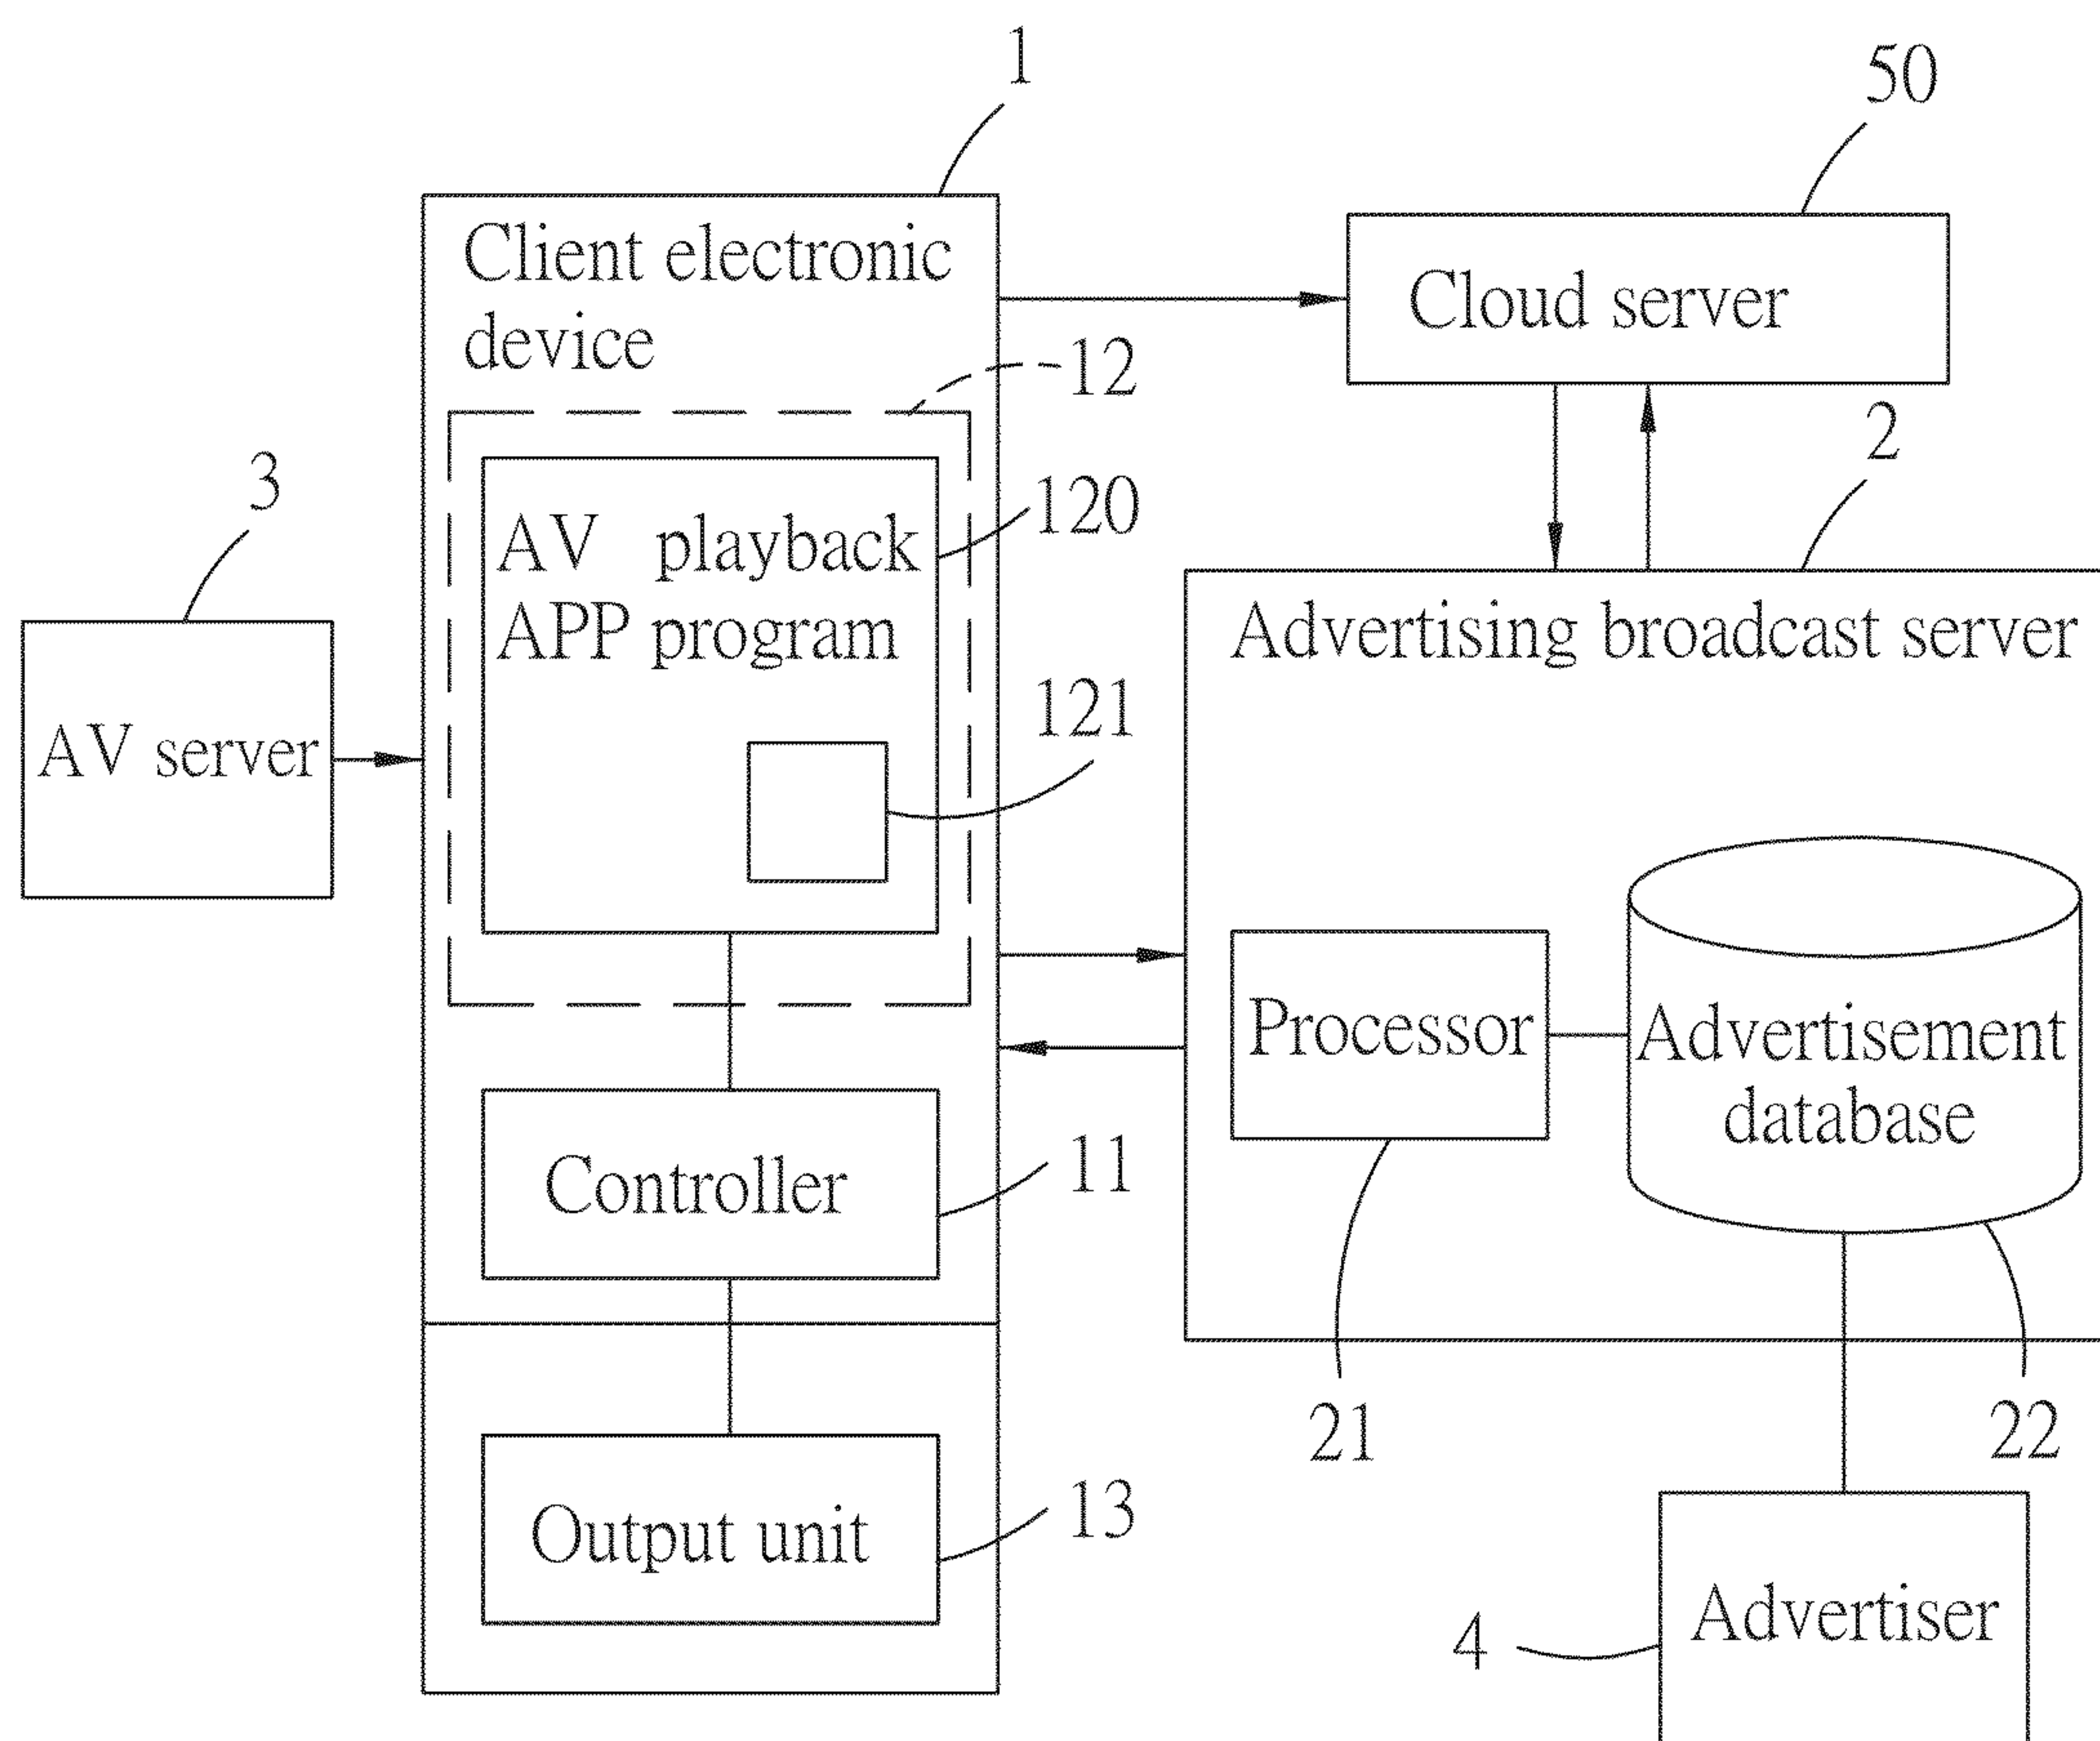 1
50
Client electronic
device
Cloud server
12
2
3
120
AV playback
APP program
Advertising broadcast server
121
AV server
Processor
Advertisement
database
Controller
11
21
22
Output unit
13
4
Advertiser